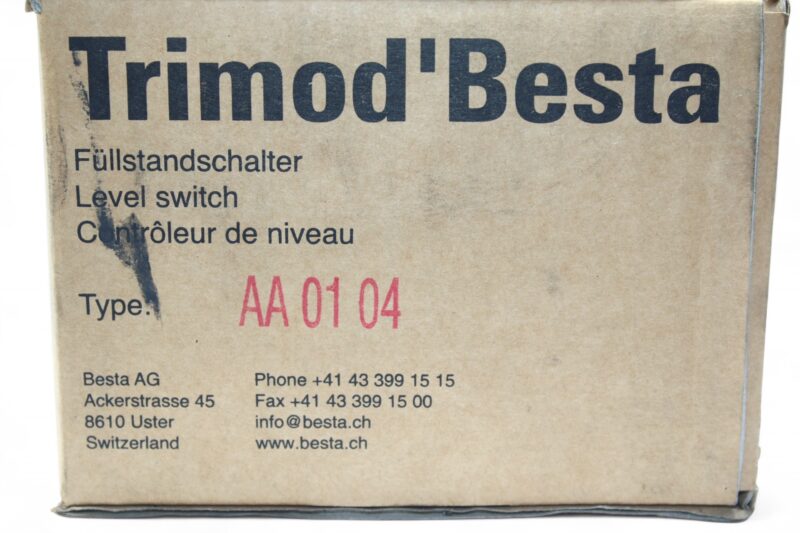 Trimod'Besta
Füllstandschalter
Level switch
Contrôleur de niveau
Type: AA 01 04
Besta AG Phone +41 43 399 15 15
Ackerstrasse 45 Fax +41 43 399 15 00
8610 Uster info@besta.ch
Switzerland www.besta.ch